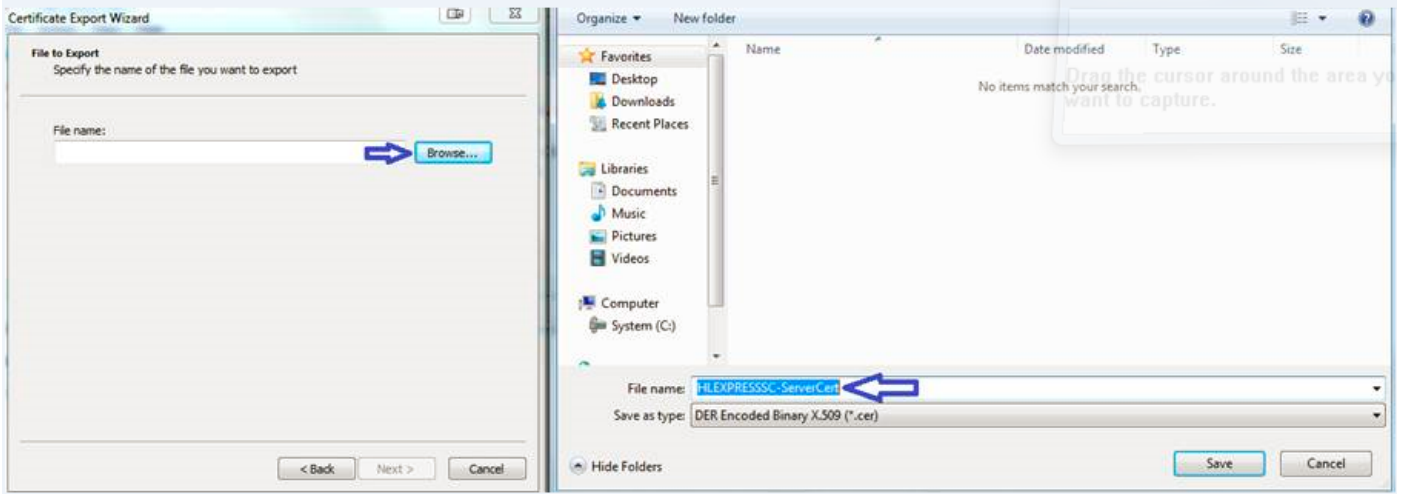 Certificate Export Wizard
File to Export
Specify the name of the file you want to export
File name:
Browse...
< Back Next > Cancel
Organize New folder
Favorites
Desktop
Downloads
Recent Places
Libraries
Documents
Music
Pictures
Videos
Computer
System (C:)
Name Date modified Type Size
No items match your search.
Drag the cursor around the area yo
want to capture.
File name: HLEXPRESSSC-ServerCert
Save as type: DER Encoded Binary X.509 (*.cer)
Hide Folders Save Cancel